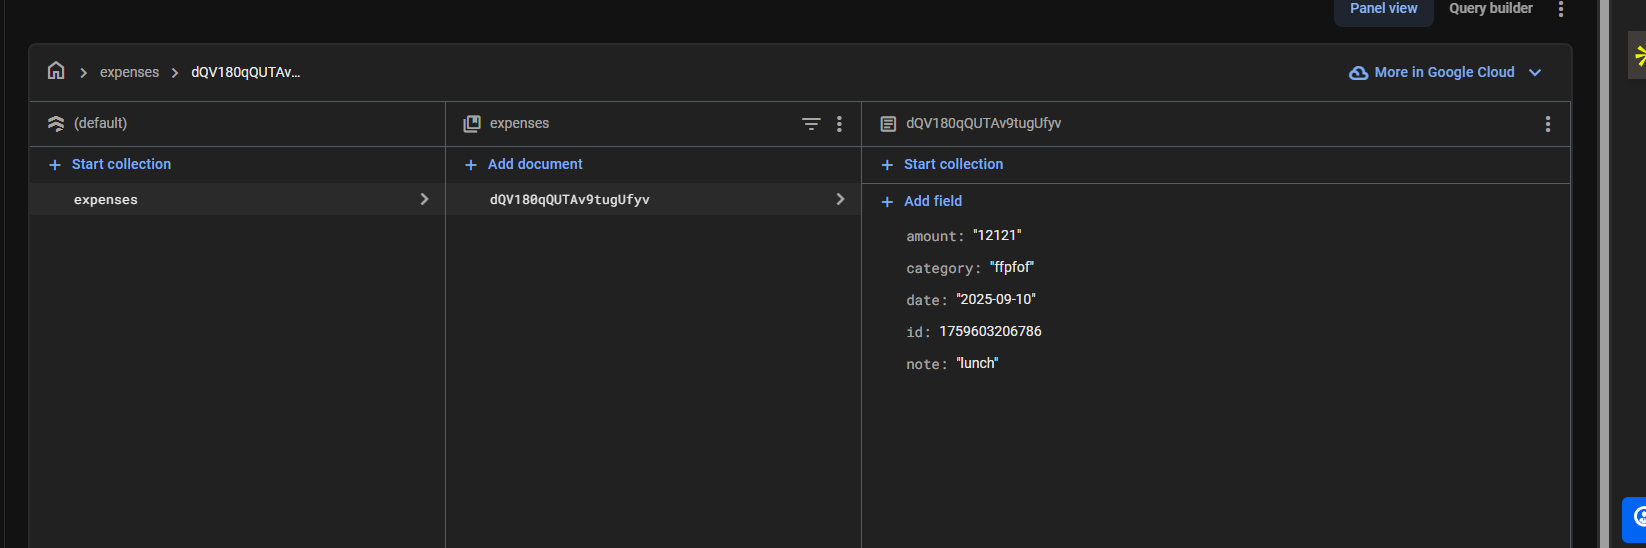 Panel view Query builder
expenses dQV180qQUTAv... More in Google Cloud
(default) expenses dQV180qQUTAv9tugUfyv
+ Start collection + Add document + Start collection
expenses dQV180qQUTAv9tugUfyv + Add field
amount: "12121"
category: "ffpfof"
date: "2025-09-10"
id: 1759603206786
note: "lunch"